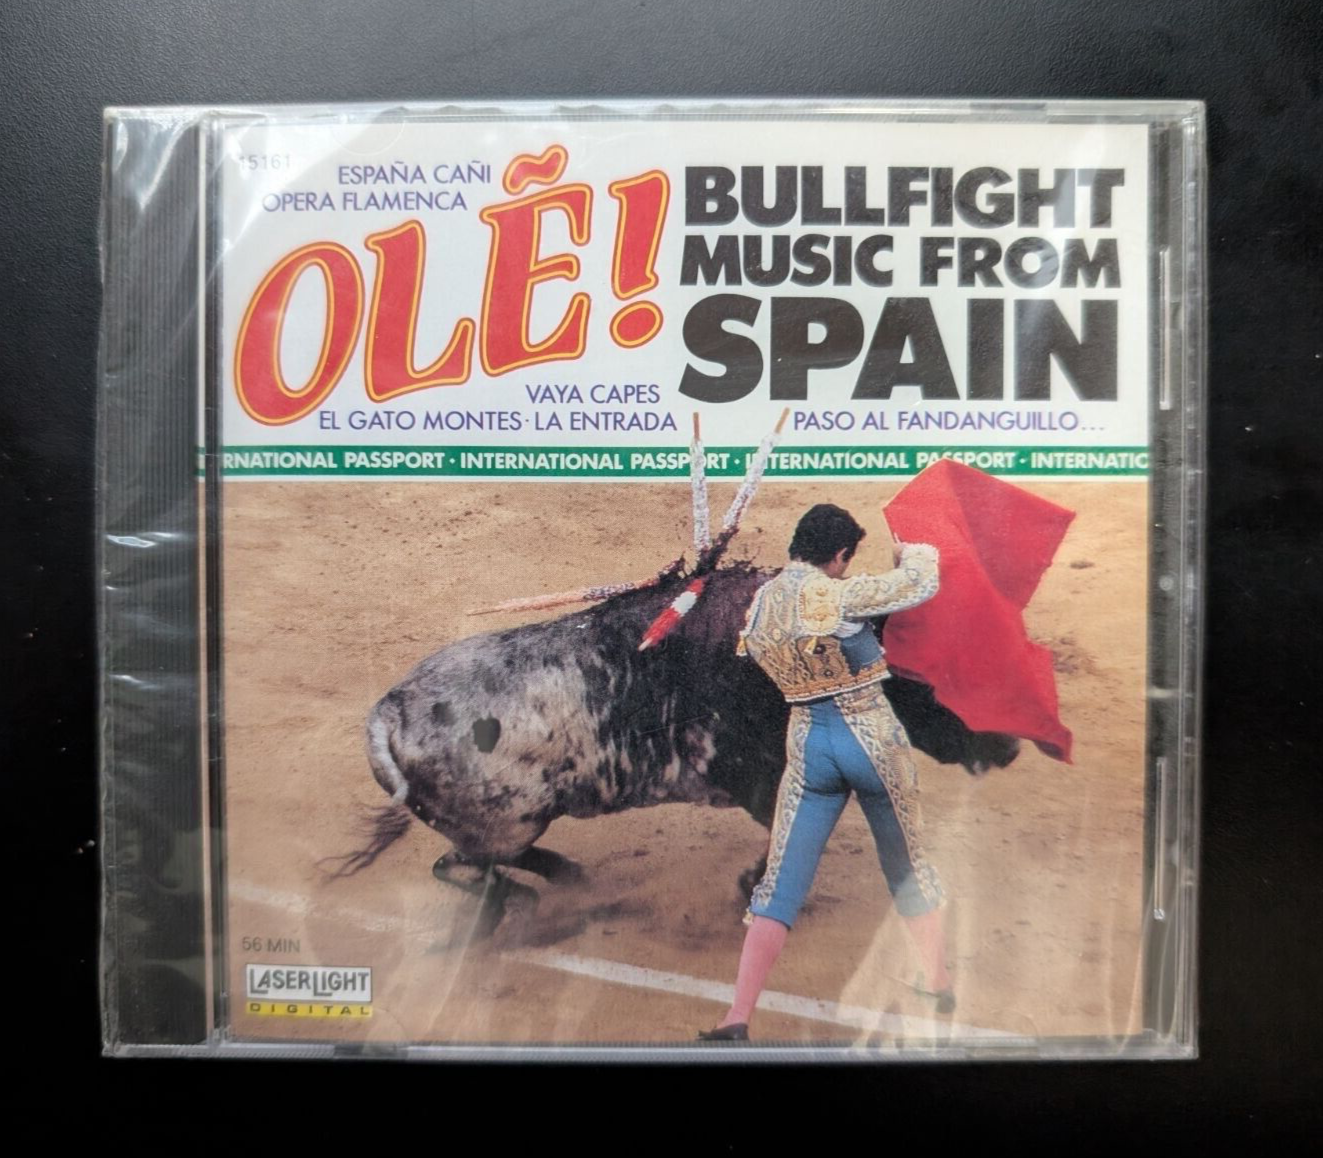 15161
ESPAÑA CAÑI
OPERA FLAMENCA
OLẼ!
BULLFIGHT
MUSIC FROM
SPAIN
VAYA CAPES
EL GATO MONTES · LA ENTRADA
PASO AL FANDANGUILLO...
RNATIONAL PASSPORT · INTERNATIONAL PASSPORT · INTERNATIONAL PASSPORT · INTERNATIC
56 MIN
LASERLIGHT
DIGITAL